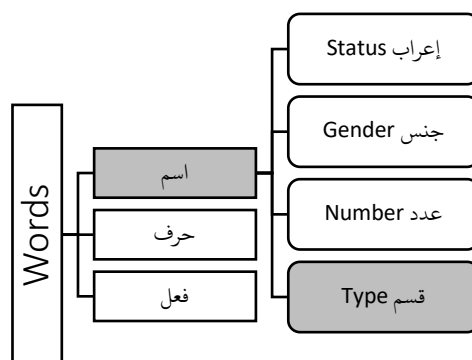 Words
اسم
حرف
فعل
إعراب Status
جنس Gender
عدد Number
قسم Type